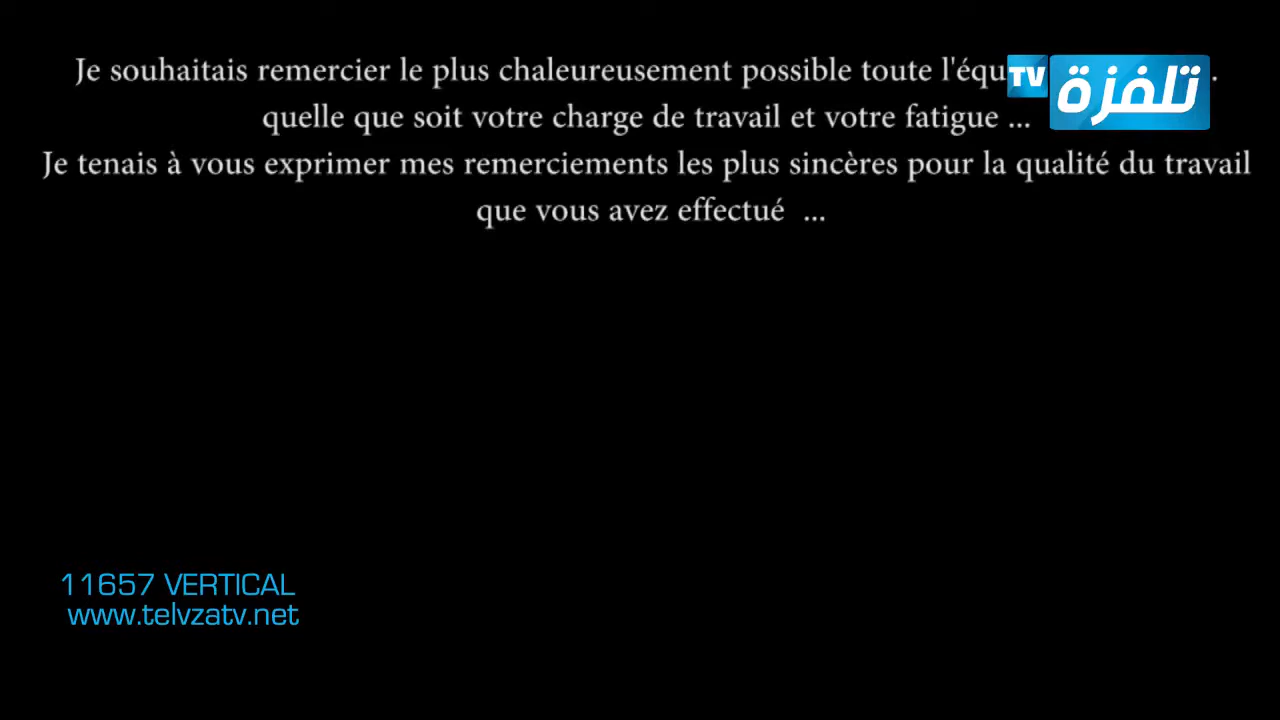 Je souhaitais remercier le plus chaleureusement possible toute .
quelle que soit votre charge de travail et votre fatigue ...
Je tenais à vous exprimer mes remerciements les plus sincères pour la qualité du travail
que vous avez effectué ...
TV تلفزة
11657 VERTICAL
www.telvzatv.net